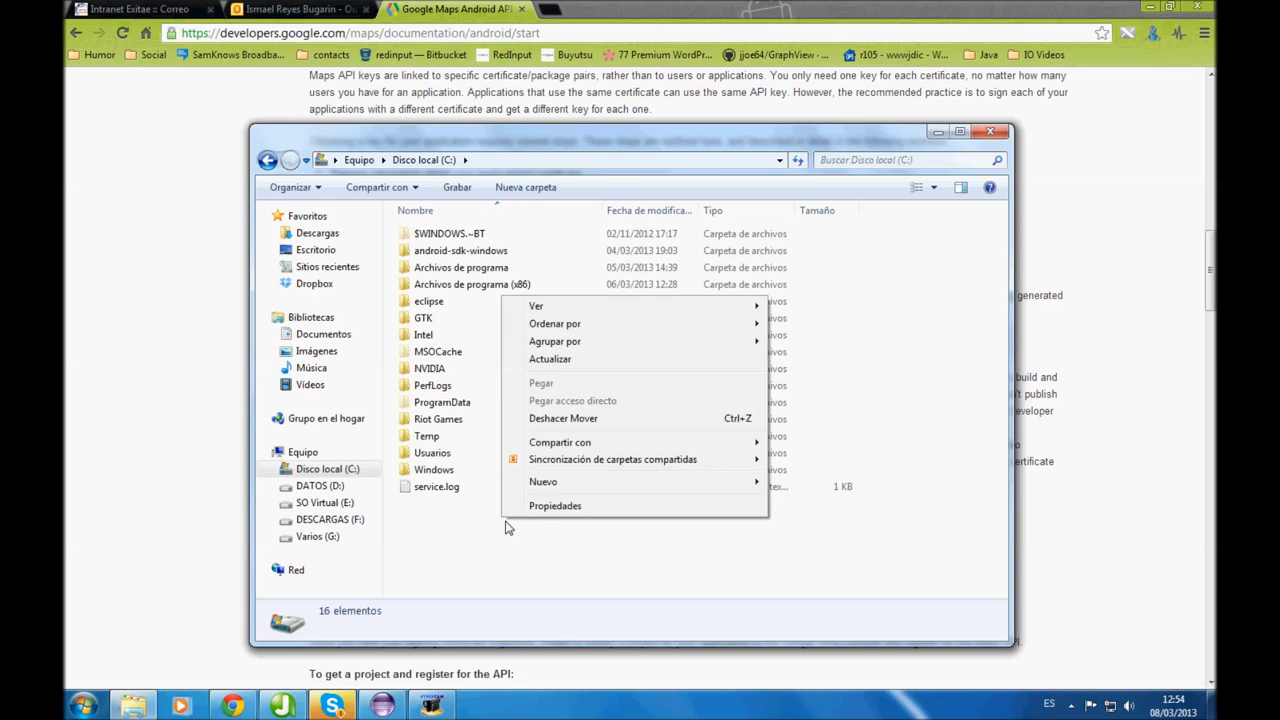 Intranet Exitae :: Correo
Ismael Reyes Bugarin - Ou
Google Maps Android API
https://developers.google.com/maps/documentation/android/start
Humor
Social
SamKnows Broadba...
contacts
redinput — Bitbucket
RedInput
Buyutsu
77 Premium WordPr...
jjoe64/GraphView · ...
r105 - wwwjdic - W...
Java
IO Videos
Maps API keys are linked to specific certificate/package pairs, rather than to users or applications. You only need one key for each certificate, no matter how many
users you have for an application. Applications that use the same certificate can use the same API key. However, the recommended practice is to sign each of your
applications with a different certificate and get a different key for each one.
Equipo
Disco local (C:)
Buscar Disco local (C:)
Organizar
Compartir con
Grabar
Nueva carpeta
Nombre
Fecha de modifica...
Tipo
Tamaño
Favoritos
Descargas
Escritorio
Sitios recientes
Dropbox
Bibliotecas
Documentos
Imágenes
Música
Vídeos
Grupo en el hogar
Equipo
Disco local (C:)
DATOS (D:)
SO Virtual (E:)
DESCARGAS (F:)
Varios (G:)
Red
$WINDOWS.~BT 02/11/2012 17:17 Carpeta de archivos
android-sdk-windows 04/03/2013 19:03 Carpeta de archivos
Archivos de programa 05/03/2013 14:39 Carpeta de archivos
Archivos de programa (x86) 06/03/2013 12:28 Carpeta de archivos
eclipse
GTK
Intel
MSOCache
NVIDIA
PerfLogs
ProgramData
Riot Games
Temp
Usuarios
Windows
service.log
tex... 1 KB
Ver
Ordenar por
Agrupar por
Actualizar
Pegar
Pegar acceso directo
Deshacer Mover Ctrl+Z
Compartir con
Sincronización de carpetas compartidas
Nuevo
Propiedades
generated
build and
't publish
developer
to
ertificate
16 elementos
To get a project and register for the API:
ES
12:54
08/03/2013